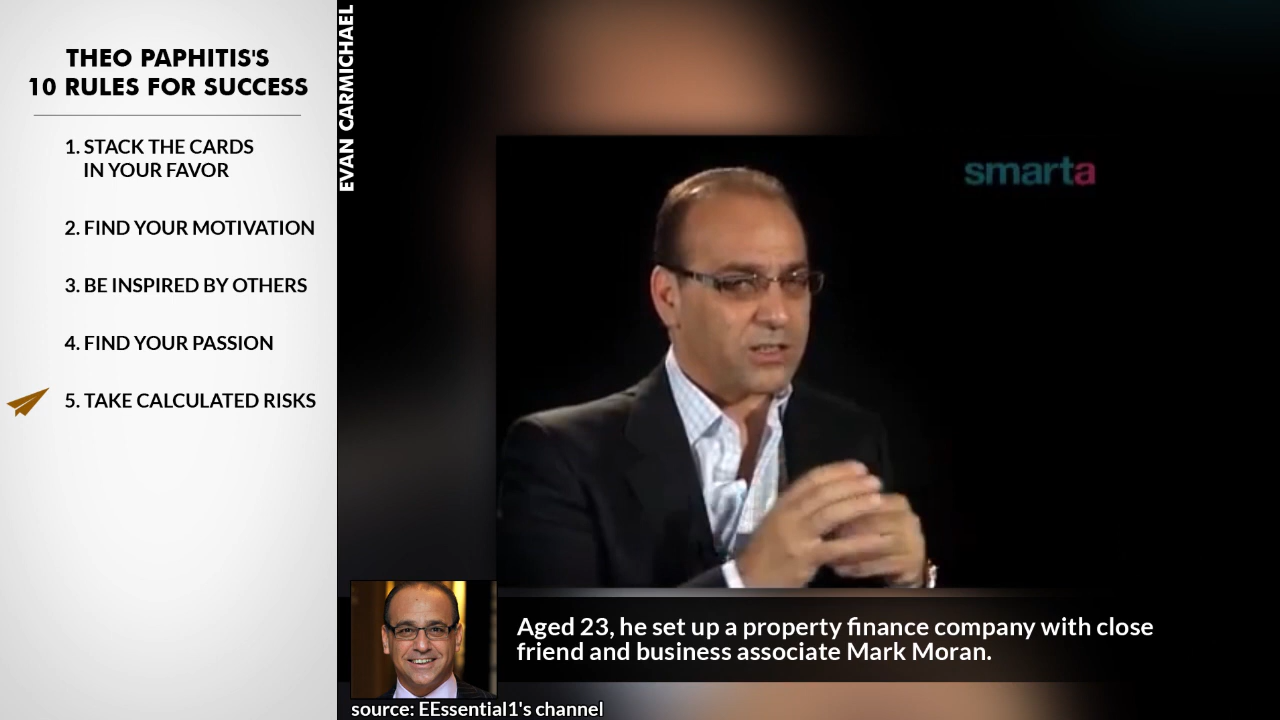 THEO PAPHITIS'S
10 RULES FOR SUCCESS
1. STACK THE CARDS
IN YOUR FAVOR
2. FIND YOUR MOTIVATION
3. BE INSPIRED BY OTHERS
4. FIND YOUR PASSION
5. TAKE CALCULATED RISKS
EVAN CARMICHAEL
smarta
Aged 23, he set up a property finance company with close
friend and business associate Mark Moran.
source: EEssential1's channel